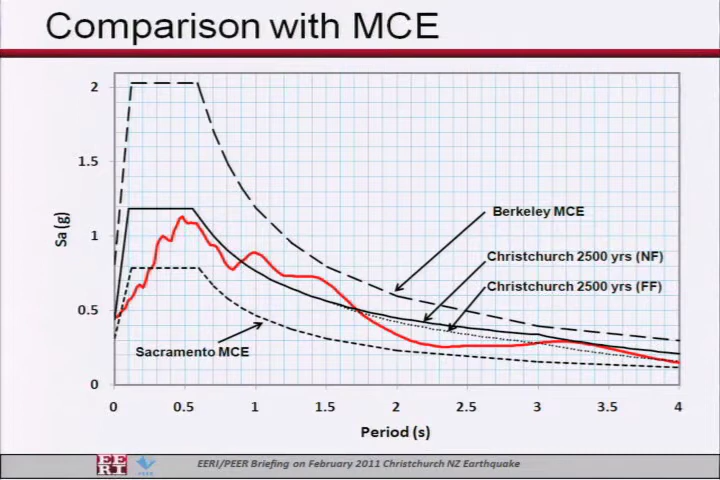 Comparison with MCE
2
1.5
1
0.5
0
Sa (g)
Berkeley MCE
Christchurch 2500 yrs (NF)
Christchurch 2500 yrs (FF)
Sacramento MCE
0 0.5 1 1.5 2 2.5 3 3.5 4
Period (s)
EERI
PEER
EERI/PEER Briefing on February 2011 Christchurch NZ Earthquake